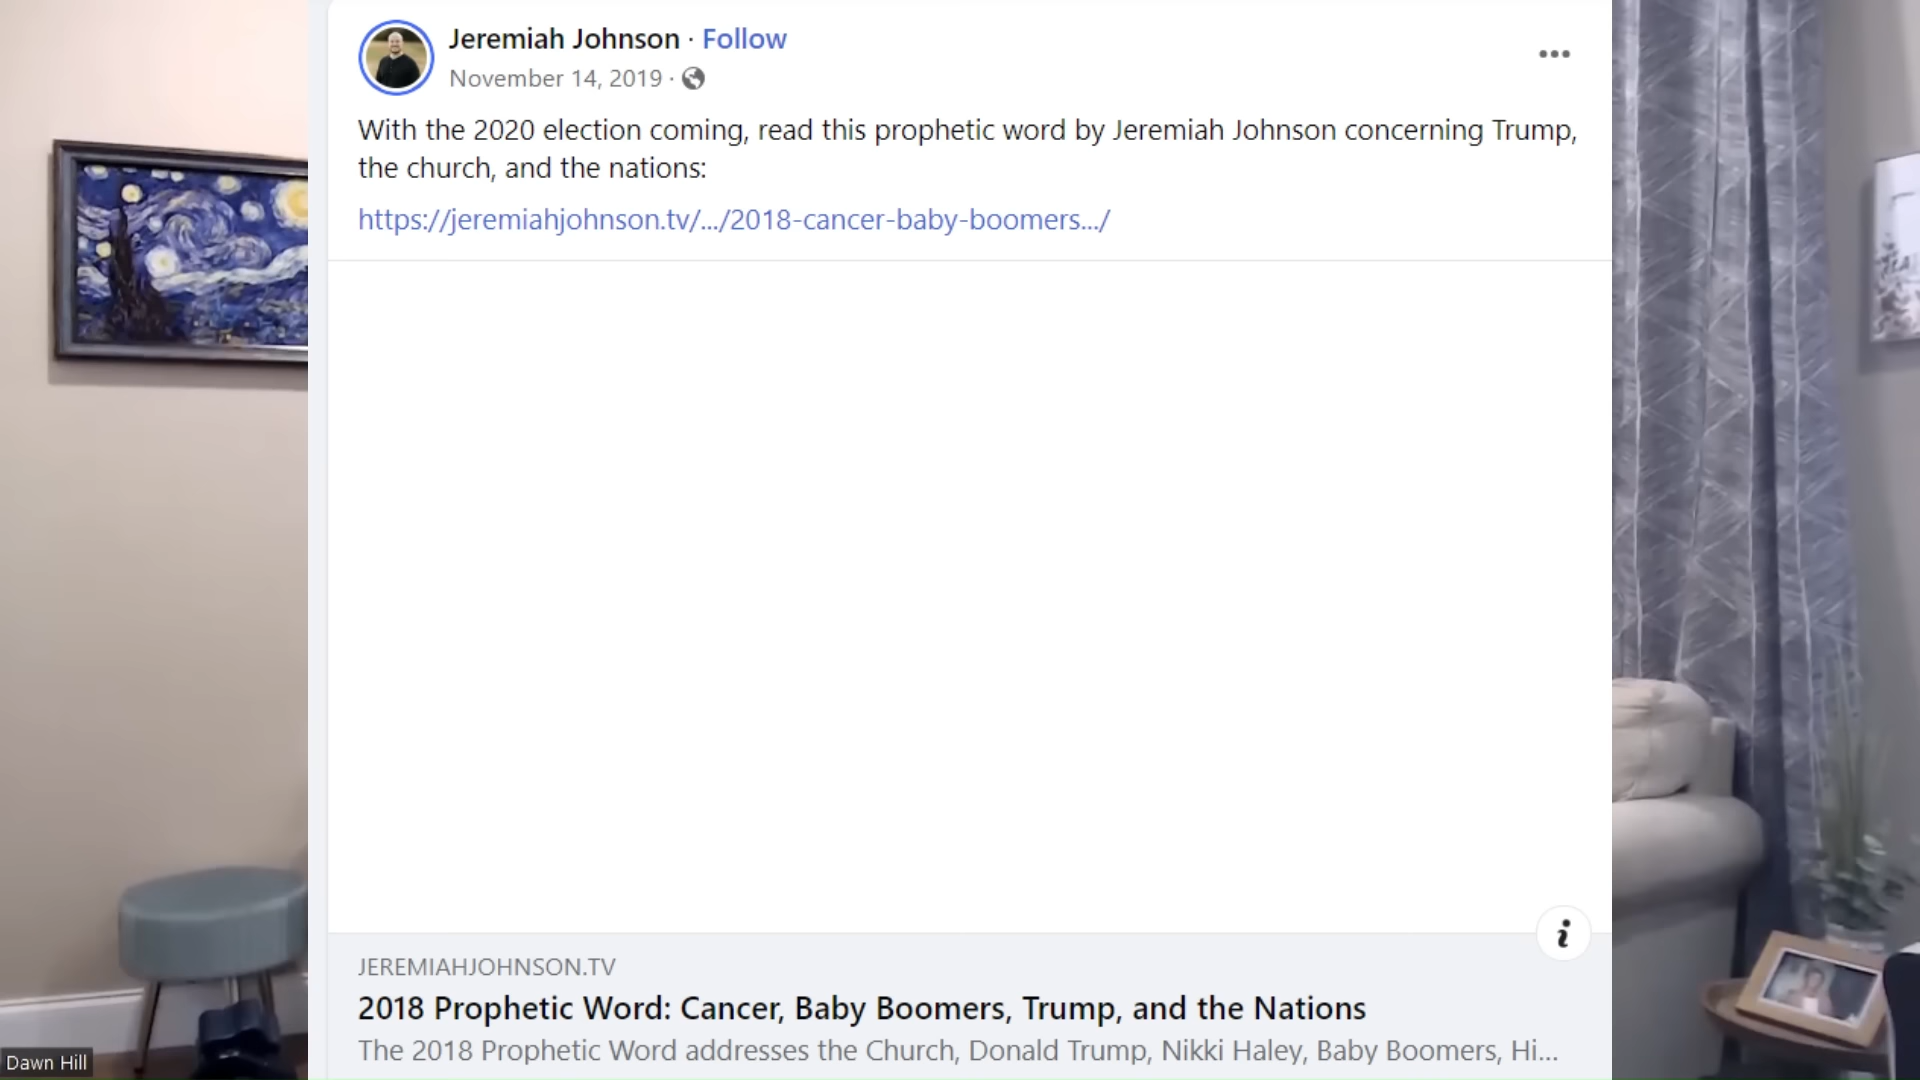 Jeremiah Johnson · Follow
November 14, 2019 ·
With the 2020 election coming, read this prophetic word by Jeremiah Johnson concerning Trump,
the church, and the nations:
https://jeremiahjohnson.tv/.../2018-cancer-baby-boomers.../
JEREMIAHJOHNSON.TV
2018 Prophetic Word: Cancer, Baby Boomers, Trump, and the Nations
The 2018 Prophetic Word addresses the Church, Donald Trump, Nikki Haley, Baby Boomers, Hi...
Dawn Hill